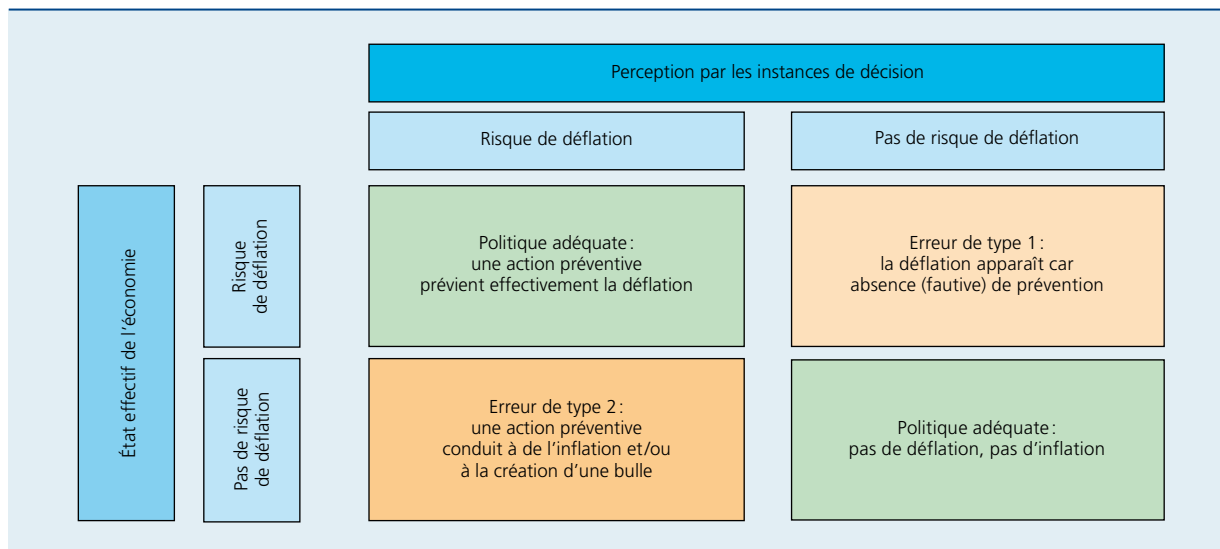 Perception par les instances de décision
Risque de déflation
Pas de risque de déflation
État effectif de l'économie
Risque
de déflation
Politique adéquate :
une action préventive
prévient effectivement la déflation
Erreur de type 1 :
la déflation apparaît car
absence (fautive) de prévention
Pas de risque
de déflation
Erreur de type 2 :
une action préventive
conduit à de l'inflation et/ou
à la création d'une bulle
Politique adéquate :
pas de déflation, pas d'inflation